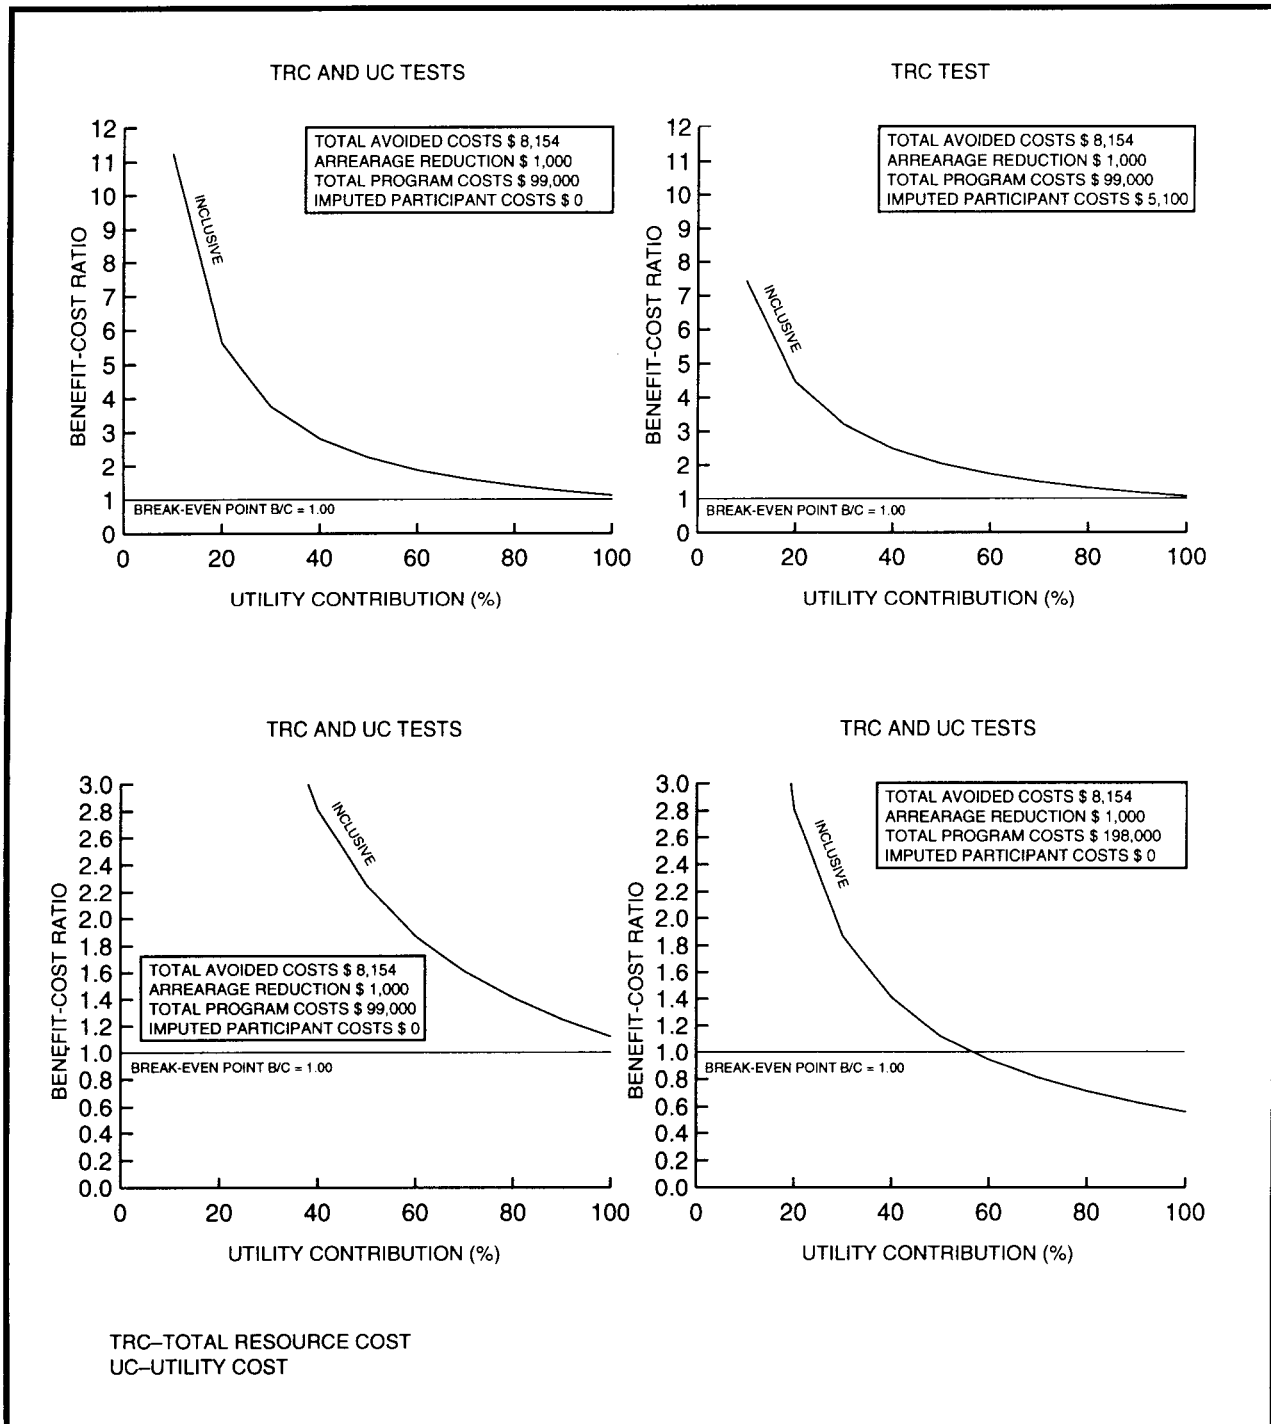 TRC AND UC TESTS
BENEFIT-COST RATIO
12
11
10
9
8
7
6
5
4
3
2
1
0
TOTAL AVOIDED COSTS $ 8,154
ARREARAGE REDUCTION $ 1,000
TOTAL PROGRAM COSTS $ 99,000
IMPUTED PARTICIPANT COSTS $ 0
INCLUSIVE
BREAK-EVEN POINT B/C = 1.00
0 20 40 60 80 100
UTILITY CONTRIBUTION (%)
TRC TEST
BENEFIT-COST RATIO
12
11
10
9
8
7
6
5
4
3
2
1
0
TOTAL AVOIDED COSTS $ 8,154
ARREARAGE REDUCTION $ 1,000
TOTAL PROGRAM COSTS $ 99,000
IMPUTED PARTICIPANT COSTS $ 5,100
INCLUSIVE
BREAK-EVEN POINT B/C = 1.00
0 20 40 60 80 100
UTILITY CONTRIBUTION (%)
TRC AND UC TESTS
BENEFIT-COST RATIO
3.0
2.8
2.6
2.4
2.2
2.0
1.8
1.6
1.4
1.2
1.0
0.8
0.6
0.4
0.2
0.0
INCLUSIVE
TOTAL AVOIDED COSTS $ 8,154
ARREARAGE REDUCTION $ 1,000
TOTAL PROGRAM COSTS $ 99,000
IMPUTED PARTICIPANT COSTS $ 0
BREAK-EVEN POINT B/C = 1.00
0 20 40 60 80 100
UTILITY CONTRIBUTION (%)
TRC AND UC TESTS
BENEFIT-COST RATIO
3.0
2.8
2.6
2.4
2.2
2.0
1.8
1.6
1.4
1.2
1.0
0.8
0.6
0.4
0.2
0.0
TOTAL AVOIDED COSTS $ 8,154
ARREARAGE REDUCTION $ 1,000
TOTAL PROGRAM COSTS $ 198,000
IMPUTED PARTICIPANT COSTS $ 0
INCLUSIVE
BREAK-EVEN POINT B/C = 1.00
0 20 40 60 80 100
UTILITY CONTRIBUTION (%)
TRC–TOTAL RESOURCE COST
UC–UTILITY COST